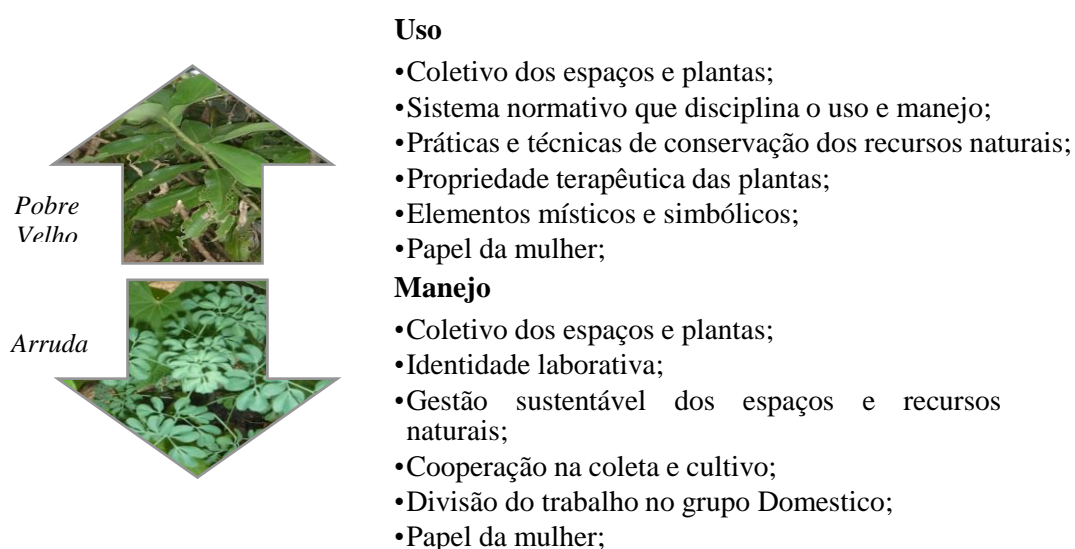 Uso
•Coletivo dos espaços e plantas;
•Sistema normativo que disciplina o uso e manejo;
•Práticas e técnicas de conservação dos recursos naturais;
•Propriedade terapêutica das plantas;
•Elementos místicos e simbólicos;
•Papel da mulher;
Pobre
Velho
Manejo
•Coletivo dos espaços e plantas;
•Identidade laborativa;
•Gestão sustentável dos espaços e recursos
naturais;
•Cooperação na coleta e cultivo;
•Divisão do trabalho no grupo Domestico;
•Papel da mulher;
Arruda